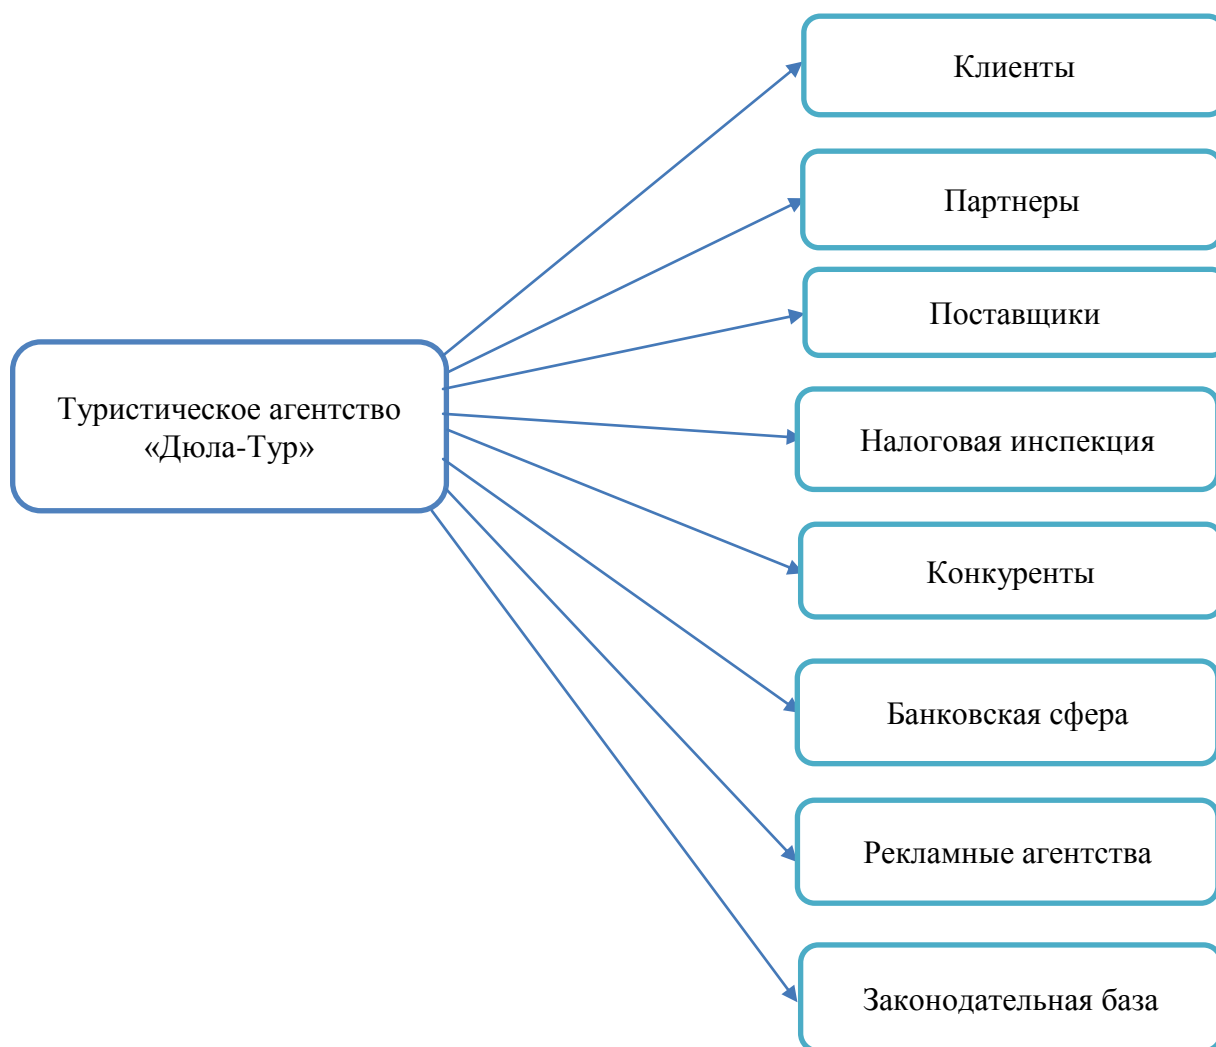 Клиенты
Партнеры
Поставщики
Туристическое агентство
«Дюла-Тур»
Налоговая инспекция
Конкуренты
Банковская сфера
Рекламные агентства
Законодательная база